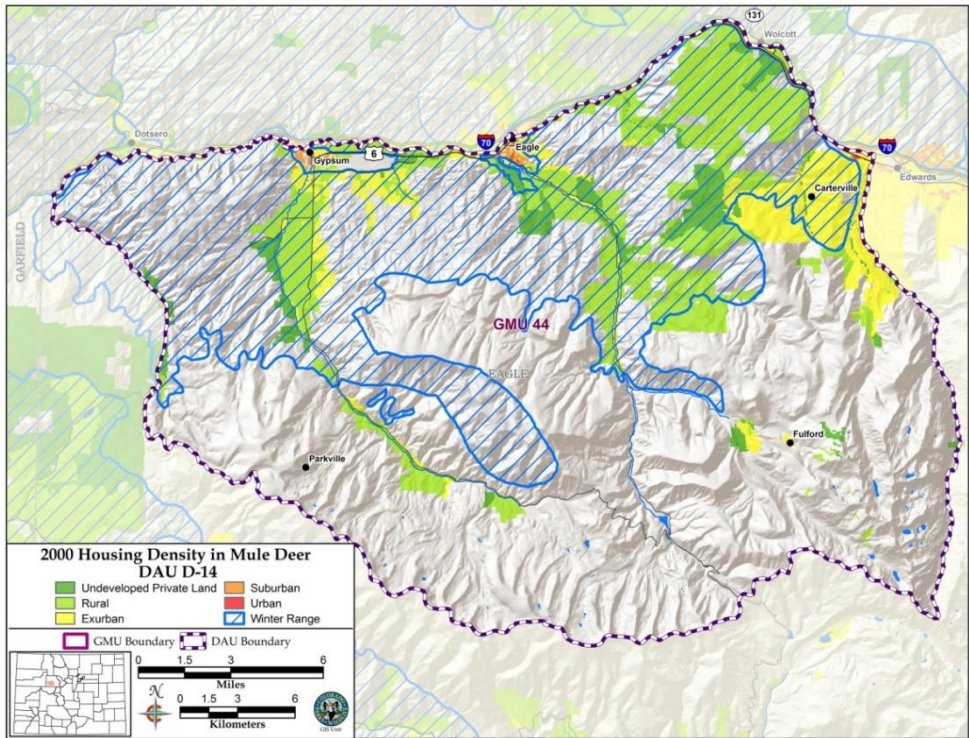 131
Wolcott
Dotsero
70
Eagle
Gypsum
6
70
Edwards
Carterville
GARFIELD
GMU 44
EAGLE
Fulford
Parkville
2000 Housing Density in Mule Deer
DAU D-14
Undeveloped Private Land
Suburban
Rural
Urban
Exurban
Winter Range
GMU Boundary
DAU Boundary
0 1.5 3 6
Miles
N
0 1.5 3 6
Kilometers
GIS Unit